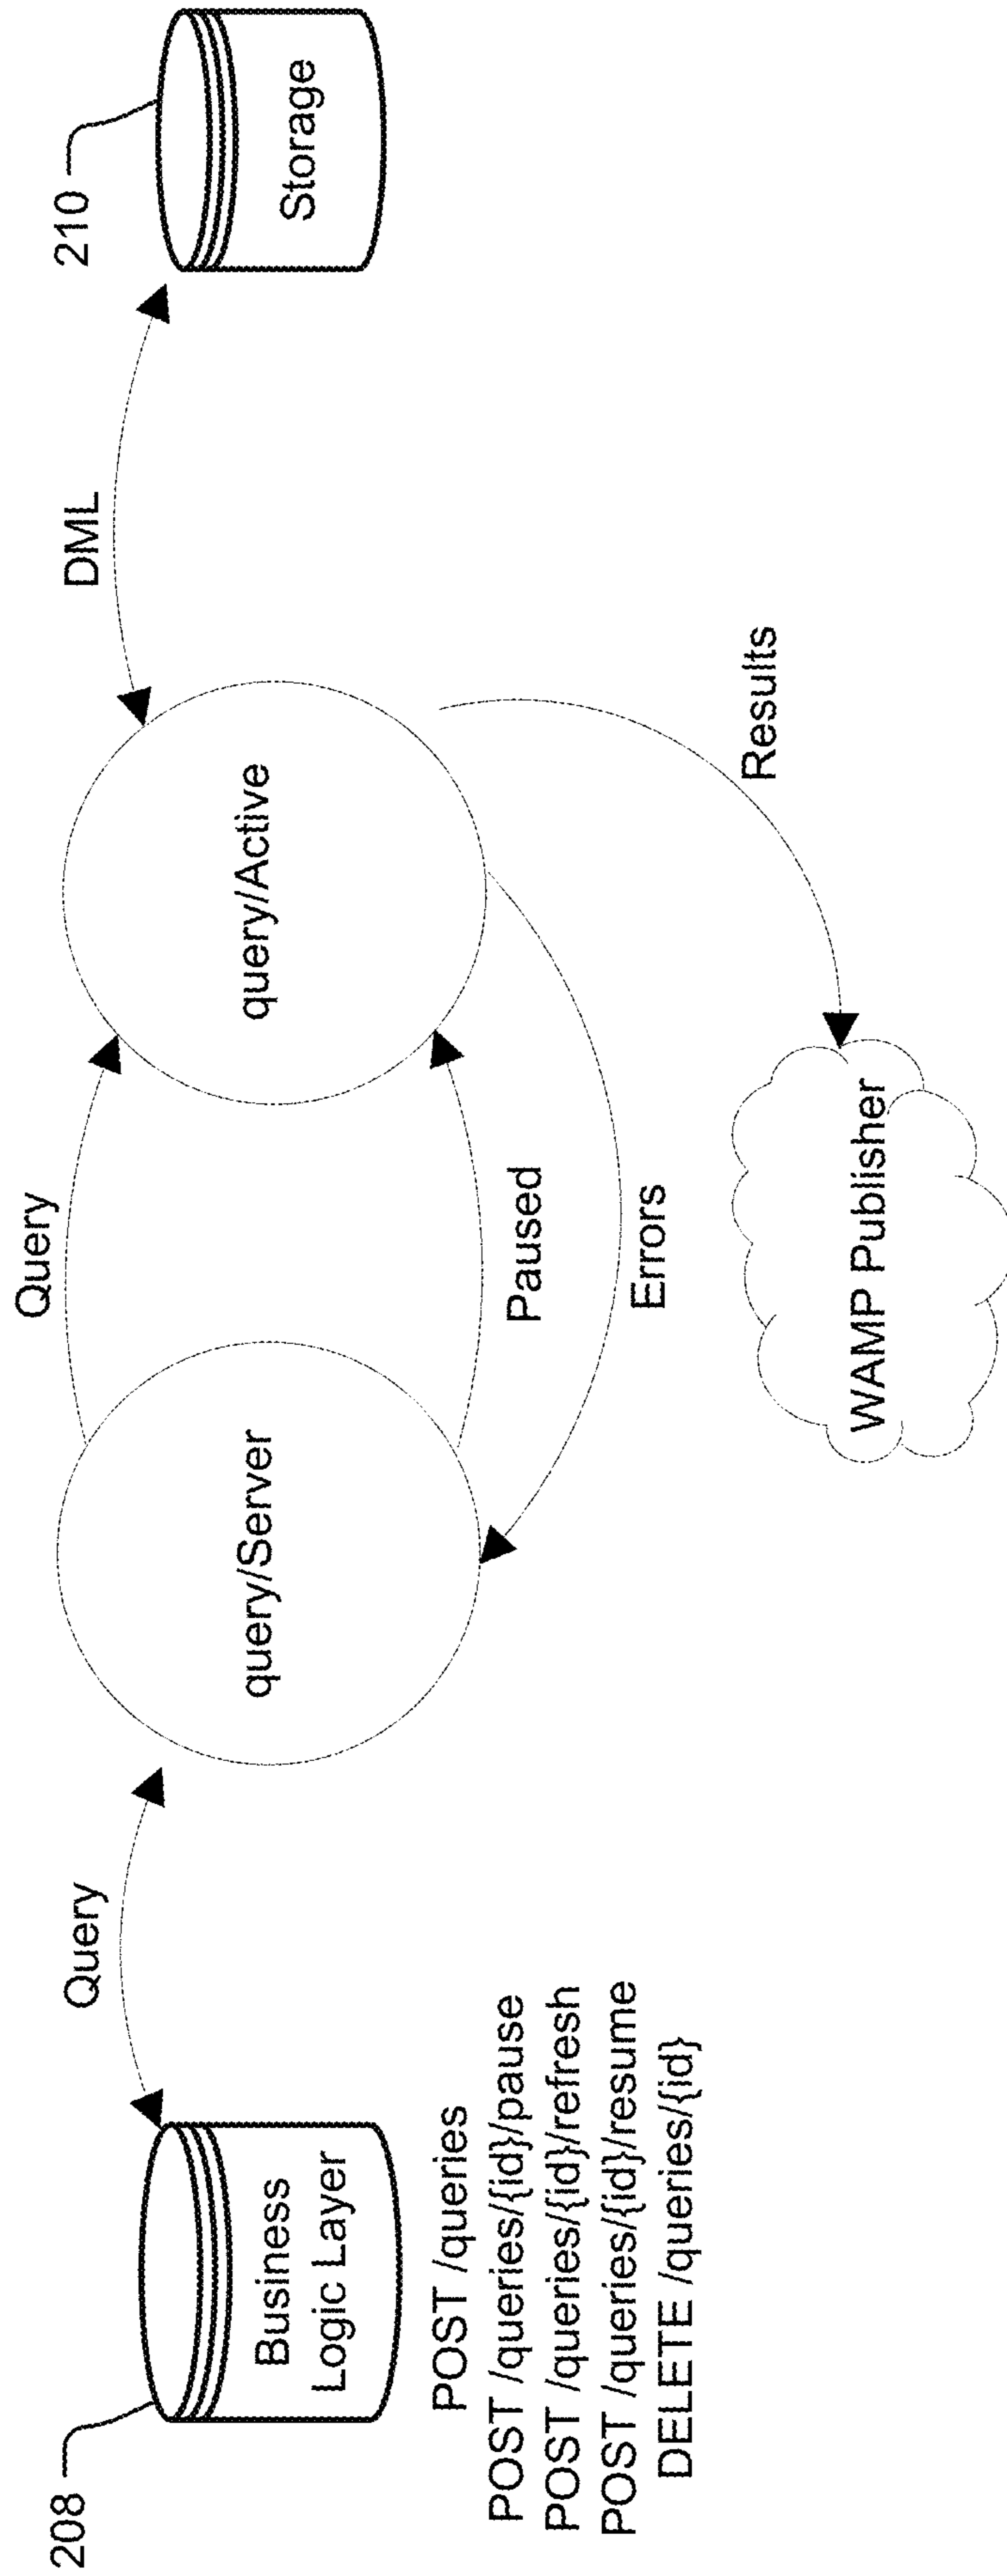 208
Business
Logic Layer
POST /queries
POST /queries/{id}/pause
POST /queries/{id}/refresh
POST /queries/{id}/resume
DELETE /queries/{id}
Query
query/Server
Query
Paused
Errors
query/Active
WAMP Publisher
Results
DML
210
Storage